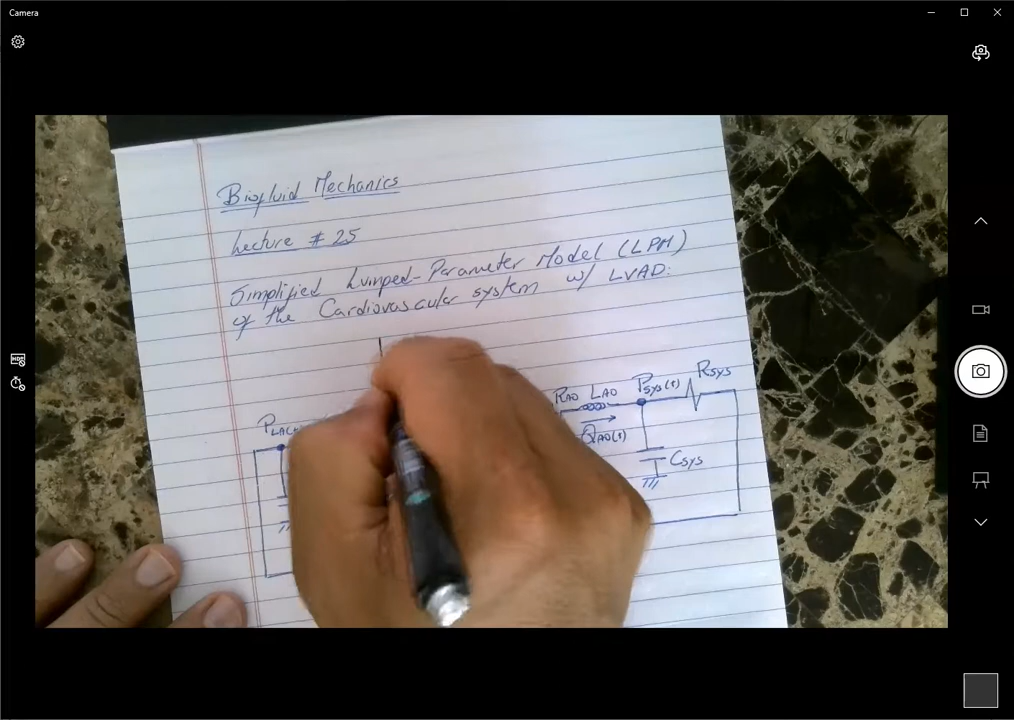 Camera
Biofluid Mechanics
Lecture # 25
Simplified Lumped-Parameter Model (LPM)
of the Cardiovascular system w/ LVAD.
RAO LAO PSYS(t) RSYS
QAO(t)
CSYS